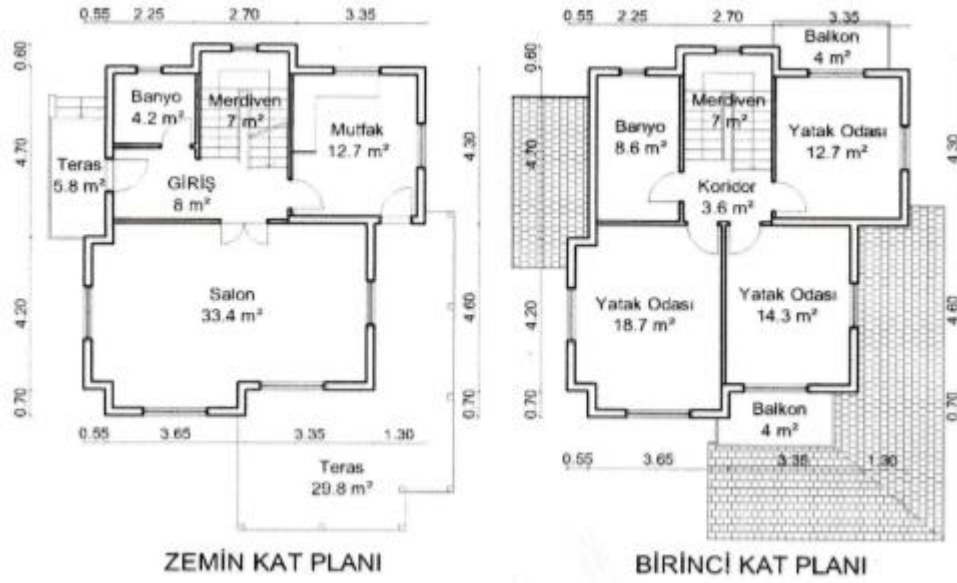 0.55 2.25 2.70 3.35
0.60
4.70
4.20
0.70
Banyo
4.2 m²
Merdiven
7 m²
Mutfak
12.7 m²
Teras
5.8 m²
GİRİŞ
8 m²
Salon
33.4 m²
4.30
4.60
0.70
0.55 3.65 3.35 1.30
Teras
29.8 m²
ZEMİN KAT PLANI
0.55 2.25 2.70 3.35
Balkon
4 m²
0.60
4.70
4.20
0.70
Banyo
8.6 m²
Merdiven
7 m²
Yatak Odası
12.7 m²
Koridor
3.6 m²
Yatak Odası
18.7 m²
Yatak Odası
14.3 m²
4.30
4.60
0.70
Balkon
4 m²
0.55 3.65 3.35 1.30
BİRİNCİ KAT PLANI